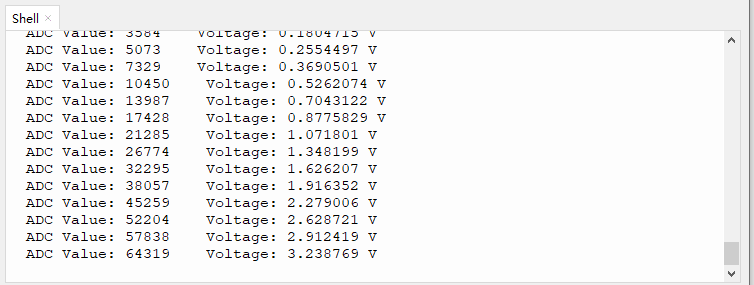 Shell
ADC Value: 3584    Voltage: 0.1804715 V
ADC Value: 5073    Voltage: 0.2554497 V
ADC Value: 7329    Voltage: 0.3690501 V
ADC Value: 10450    Voltage: 0.5262074 V
ADC Value: 13987    Voltage: 0.7043122 V
ADC Value: 17428    Voltage: 0.8775829 V
ADC Value: 21285    Voltage: 1.071801 V
ADC Value: 26774    Voltage: 1.348199 V
ADC Value: 32295    Voltage: 1.626207 V
ADC Value: 38057    Voltage: 1.916352 V
ADC Value: 45259    Voltage: 2.279006 V
ADC Value: 52204    Voltage: 2.628721 V
ADC Value: 57838    Voltage: 2.912419 V
ADC Value: 64319    Voltage: 3.238769 V